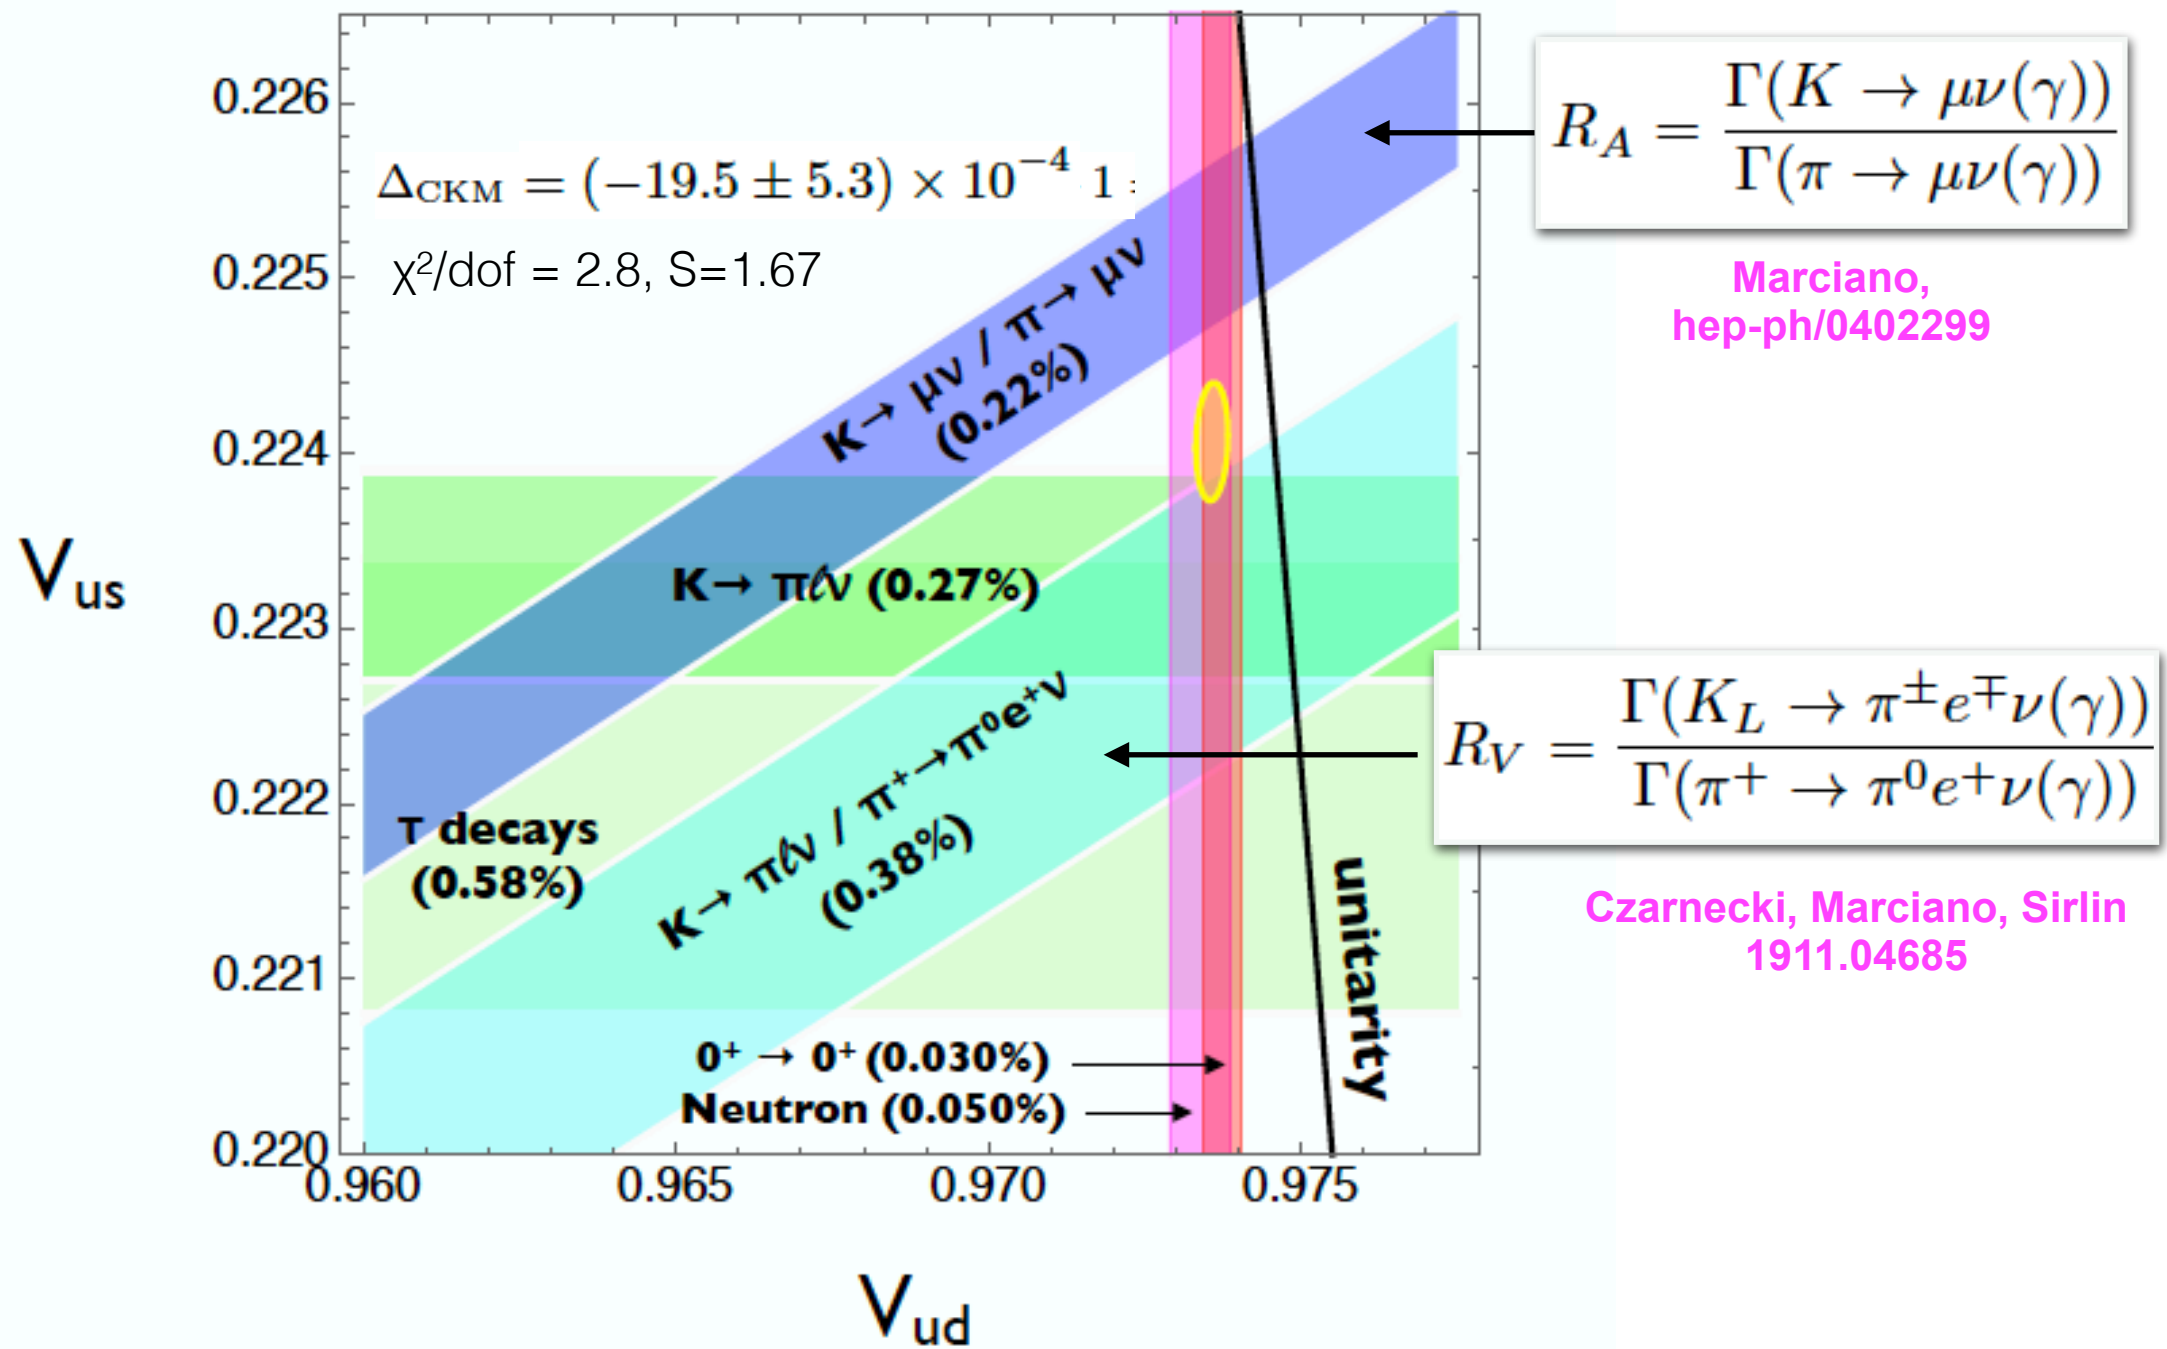 0.226
0.225
0.224
0.223
0.222
0.221
0.220
0.960
0.965
0.970
0.975
V_us
V_ud
Δ_CKM = (−19.5 ± 5.3) × 10^−4 1 :
χ²/dof = 2.8, S=1.67
K→ μν / π→ μν
(0.22%)
K→ πℓν (0.27%)
K→ πℓν / π⁺→π⁰e⁺ν
(0.38%)
τ decays
(0.58%)
0⁺ → 0⁺ (0.030%)
Neutron (0.050%)
unitarity
R_A = Γ(K → μν(γ)) / Γ(π → μν(γ))
Marciano,
hep-ph/0402299
R_V = Γ(K_L → π^± e^∓ ν(γ)) / Γ(π⁺ → π⁰e⁺ν(γ))
Czarnecki, Marciano, Sirlin
1911.04685